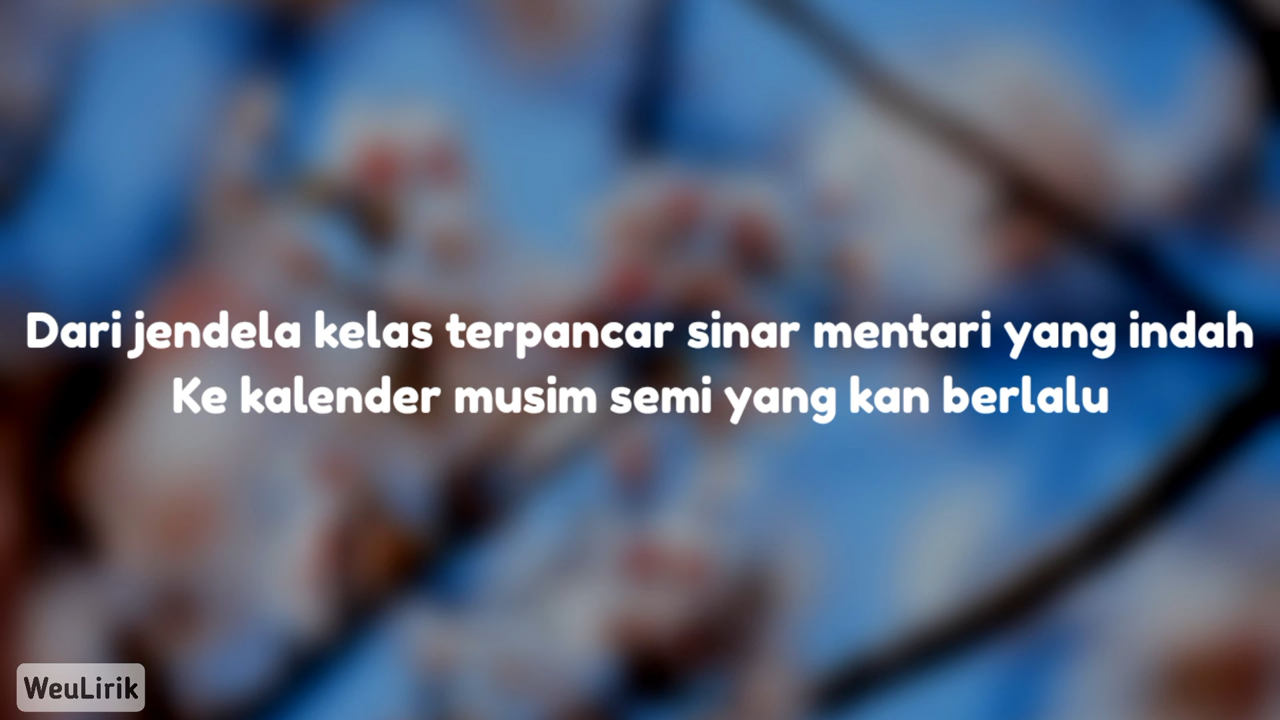 Dari jendela kelas terpancar sinar mentari yang indah
Ke kalender musim semi yang kan berlalu
WeuLirik